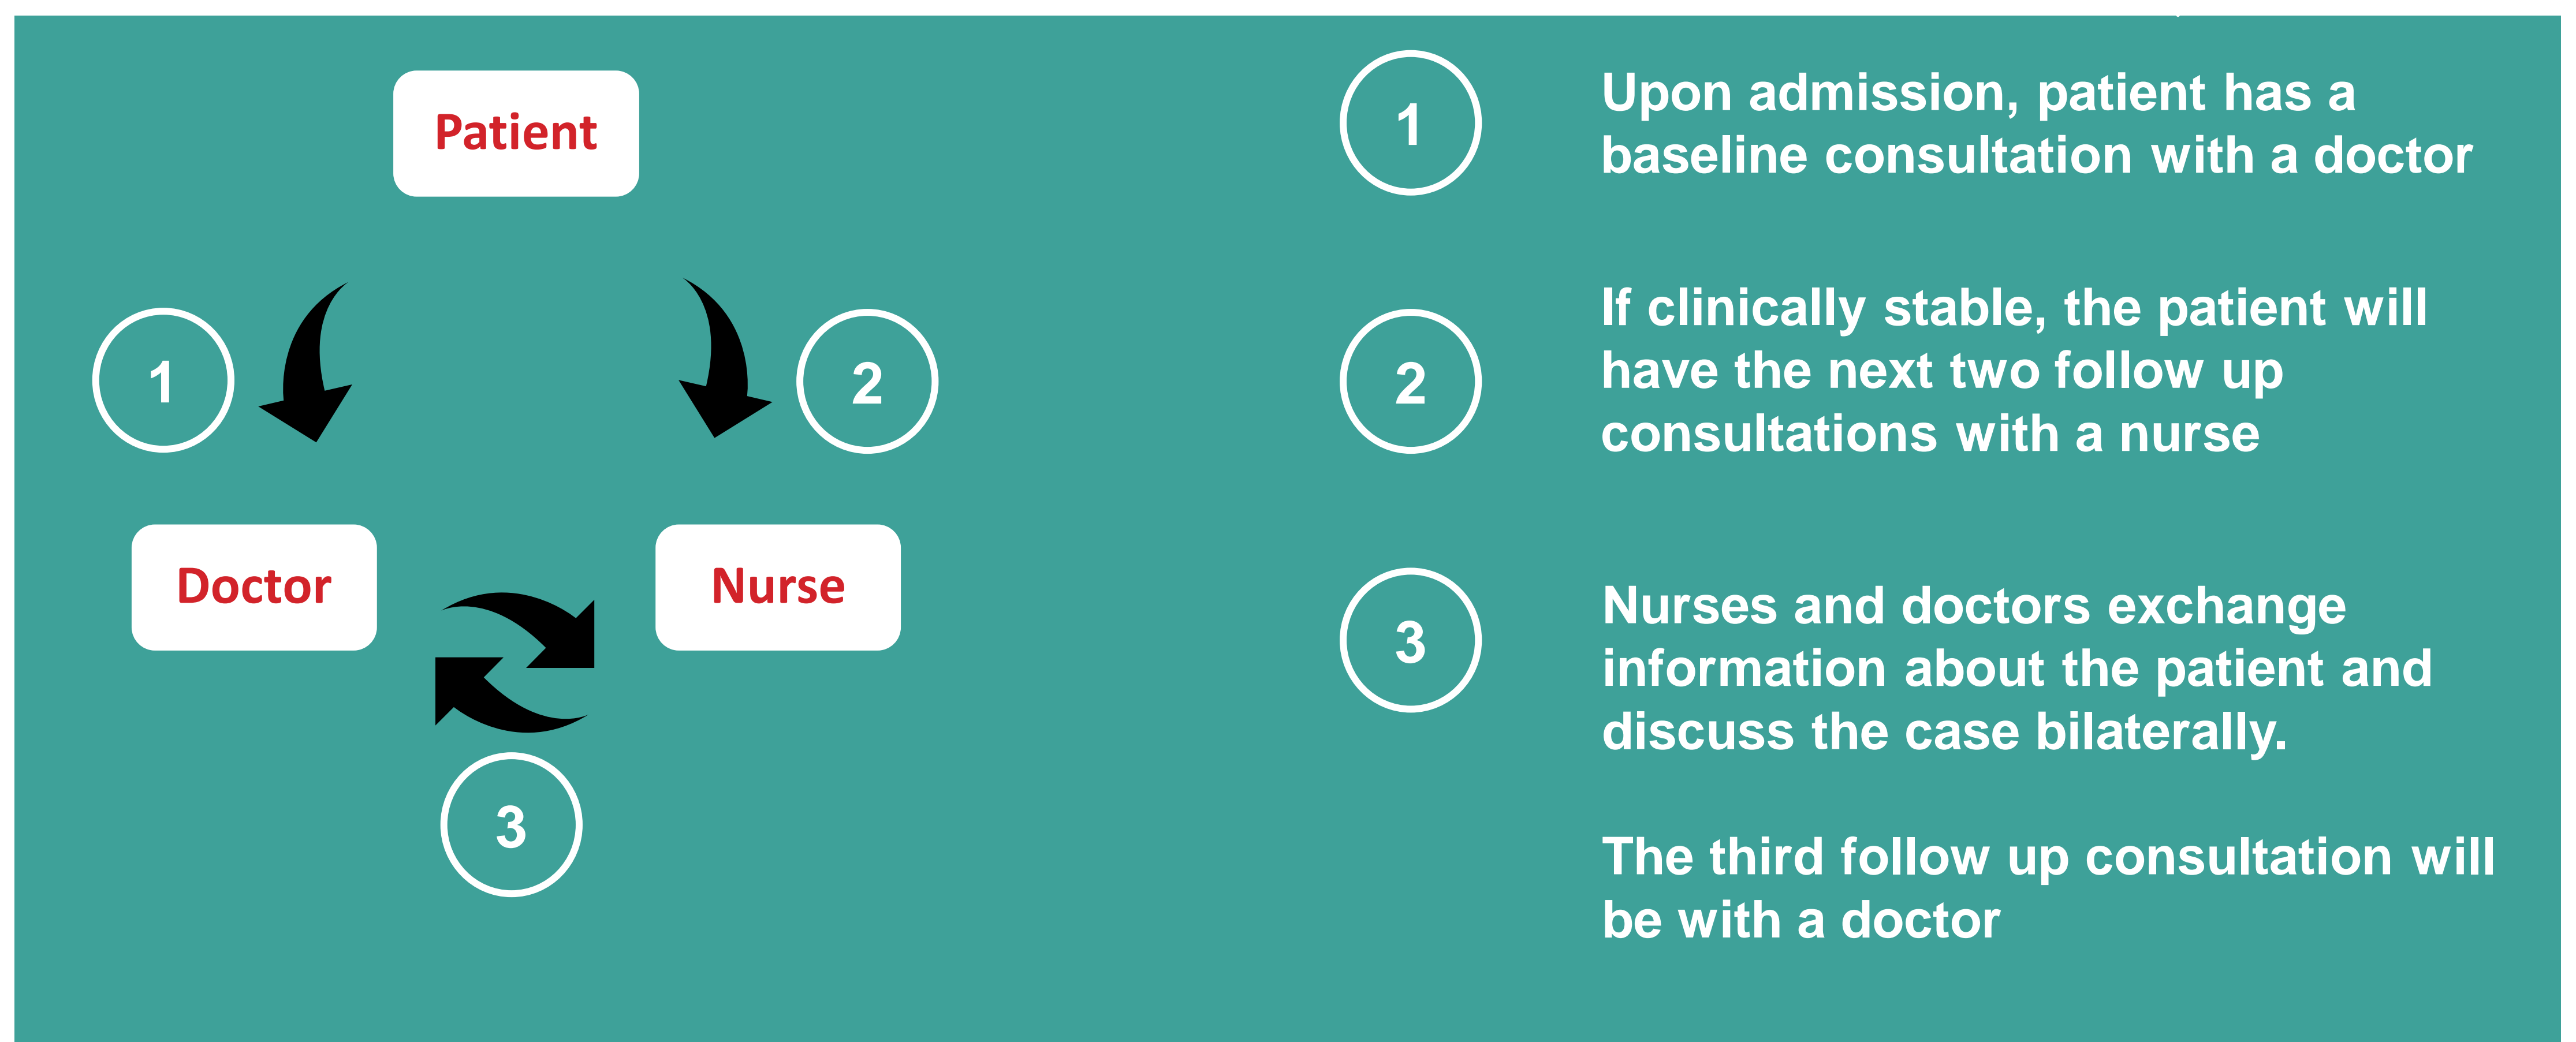 Patient
1
2
Doctor
Nurse
3
1
Upon admission, patient has a
baseline consultation with a doctor
2
If clinically stable, the patient will
have the next two follow up
consultations with a nurse
3
Nurses and doctors exchange
information about the patient and
discuss the case bilaterally.
The third follow up consultation will
be with a doctor